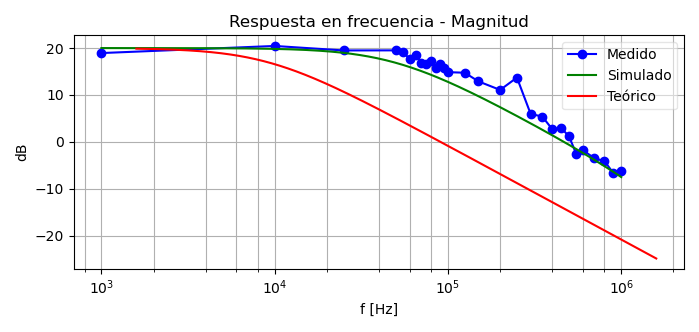 Respuesta en frecuencia - Magnitud
Medido
Simulado
Teórico
dB
20
10
0
−10
−20
10³
10⁴
10⁵
10⁶
f [Hz]